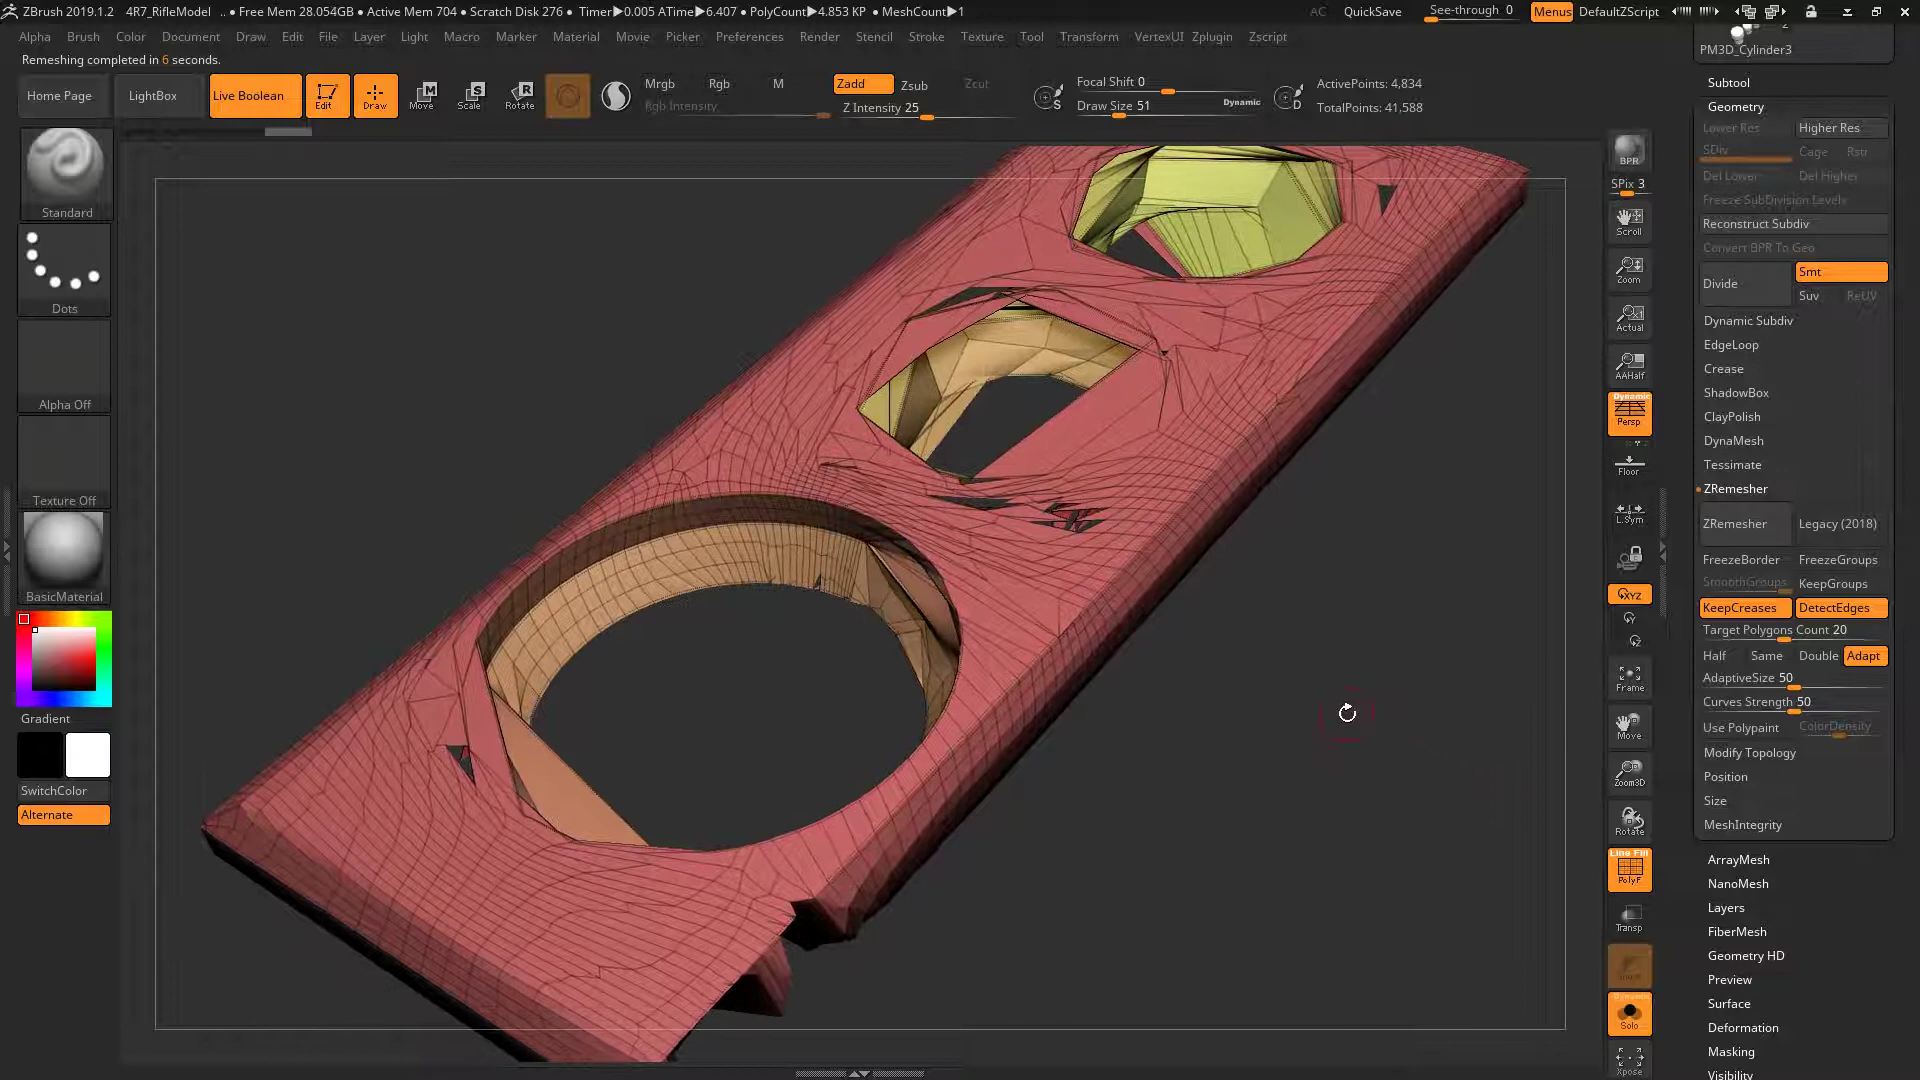 ZBrush 2019.1.2 4R7_RifleModel .. • Free Mem 28.054GB • Active Mem 704 • Scratch Disk 276 • Timer▶0.005 ATime▶6.407 • PolyCount▶4.853 KP • MeshCount▶1
AC QuickSave See-through 0 Menus DefaultZScript
Alpha Brush Color Document Draw Edit File Layer Light Macro Marker Material Movie Picker Preferences Render Stencil Stroke Texture Tool Transform VertexUI Zplugin Zscript
PM3D_Cylinder3
Remeshing completed in 6 seconds.
Home Page LightBox Live Boolean Edit Draw Move Scale Rotate
Mrgb Rgb M
Rgb Intensity
Zadd Zsub Zcut
Z Intensity 25
Focal Shift 0
Draw Size 51 Dynamic
ActivePoints: 4,834
TotalPoints: 41,588
Standard
Dots
Alpha Off
Texture Off
BasicMaterial
Gradient
SwitchColor
Alternate
BPR
SPix 3
Scroll
Zoom
Actual
AAHalf
Dynamic
Persp
Floor
L.Sym
XYZ
Frame
Move
Zoom3D
Rotate
Line Fill
PolyF
Transp
Dynamic
Solo
Xpose
Subtool
Geometry
Lower Res Higher Res
SDiv Cage Rstr
Del Lower Del Higher
Freeze SubDivision Levels
Reconstruct Subdiv
Convert BPR To Geo
Divide Smt
Suv ReUV
Dynamic Subdiv
EdgeLoop
Crease
ShadowBox
ClayPolish
DynaMesh
Tessimate
ZRemesher
ZRemesher Legacy (2018)
FreezeBorder FreezeGroups
SmoothGroups KeepGroups
KeepCreases DetectEdges
Target Polygons Count 20
Half Same Double Adapt
AdaptiveSize 50
Curves Strength 50
Use Polypaint ColorDensity
Modify Topology
Position
Size
MeshIntegrity
ArrayMesh
NanoMesh
Layers
FiberMesh
Geometry HD
Preview
Surface
Deformation
Masking
Visibility